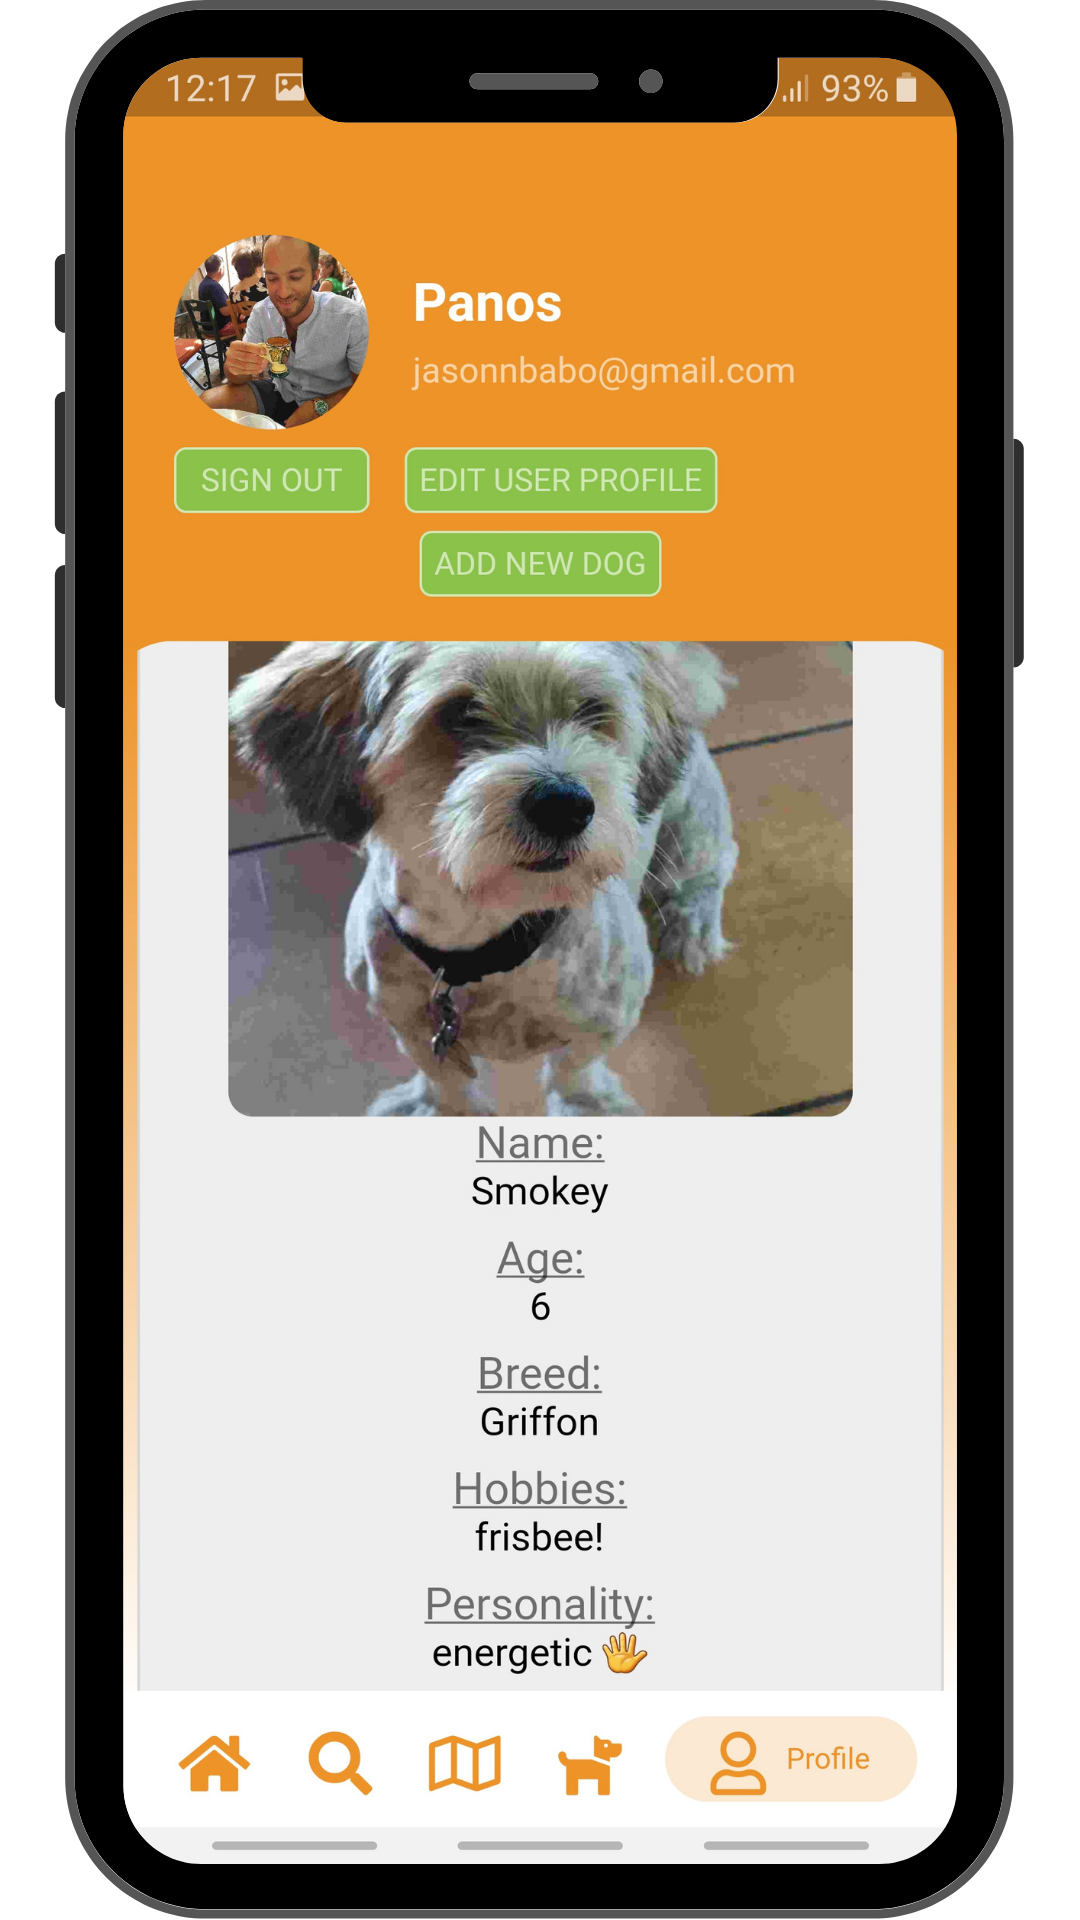 12:17
93%
Panos
jasonnbabo@gmail.com
SIGN OUT
EDIT USER PROFILE
ADD NEW DOG
Name:
Smokey
Age:
6
Breed:
Griffon
Hobbies:
frisbee!
Personality:
energetic 🖐
Profile